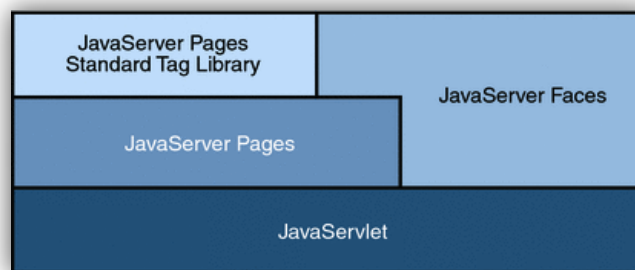 JavaServer Pages
Standard Tag Library
JavaServer Faces
JavaServer Pages
JavaServlet